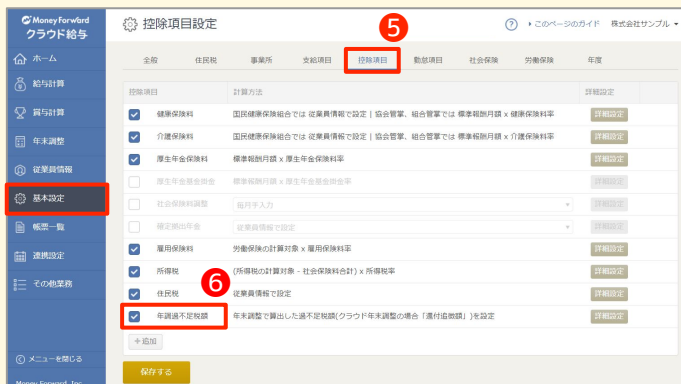 Money Forward
クラウド給与
控除項目設定
5
? ▸このページのガイド 株式会社サンプル ▾
ホーム
給与計算
賞与計算
年末調整
従業員情報
基本設定
帳票一覧
連携設定
その他業務
メニューを閉じる
Money Forward, Inc.
全般 住民税 事業所 支給項目 控除項目 勤怠項目 社会保険 労働保険 年度
控除項目 計算方法 詳細設定
健康保険料 国民健康保険組合では 従業員情報で設定 | 協会管掌、組合管掌では 標準報酬月額 x 健康保険料率 詳細設定
介護保険料 国民健康保険組合では 従業員情報で設定 | 協会管掌、組合管掌では 標準報酬月額 x 介護保険料率 詳細設定
厚生年金保険料 標準報酬月額 x 厚生年金保険料率 詳細設定
厚生年金基金掛金 標準報酬月額 x 厚生年金基金掛金率 詳細設定
社会保険料調整 毎月手入力 詳細設定
確定拠出年金 従業員情報で設定 詳細設定
雇用保険料 労働保険の計算対象 x 雇用保険料率 詳細設定
所得税 (所得税の計算対象 - 社会保険料合計) x 所得税率 詳細設定
6
住民税 従業員情報で設定 詳細設定
年調過不足税額 年末調整で算出した過不足税額(クラウド年末調整の場合「還付追徴額」)を設定 詳細設定
+追加
保存する